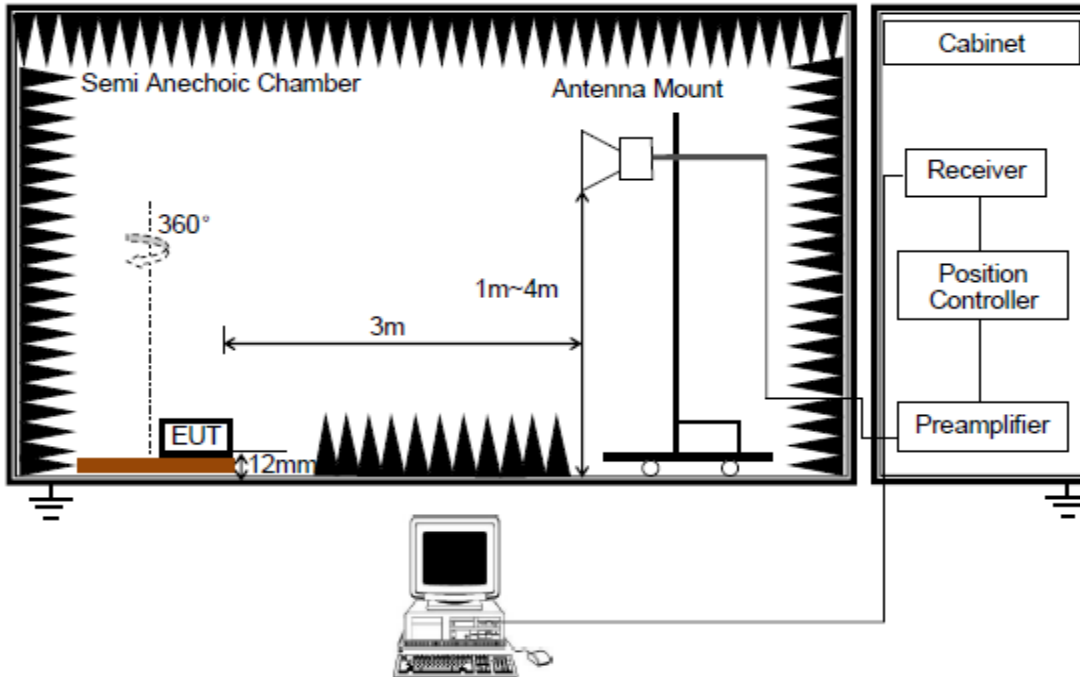 Cabinet
Semi Anechoic Chamber
Antenna Mount
Receiver
360°
1m~4m
Position
Controller
3m
EUT
12mm
Preamplifier